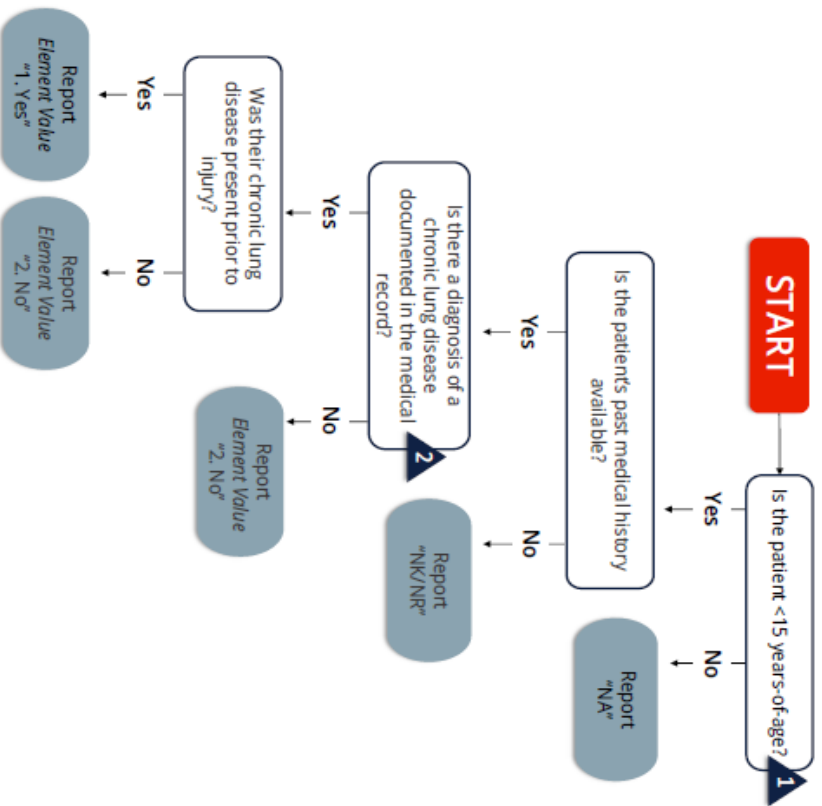 START
Is the patient <15 years-of-age?
1
Yes
No
Is the patient's past medical history
available?
Report
"NA"
Yes
No
Is there a diagnosis of a
chronic lung disease
documented in the medical
record?
2
Report
"NK/NR"
Yes
No
Was their chronic lung
disease present prior to
injury?
Report
Element Value
"2. No"
Yes
No
Report
Element Value
"1. Yes"
Report
Element Value
"2. No"